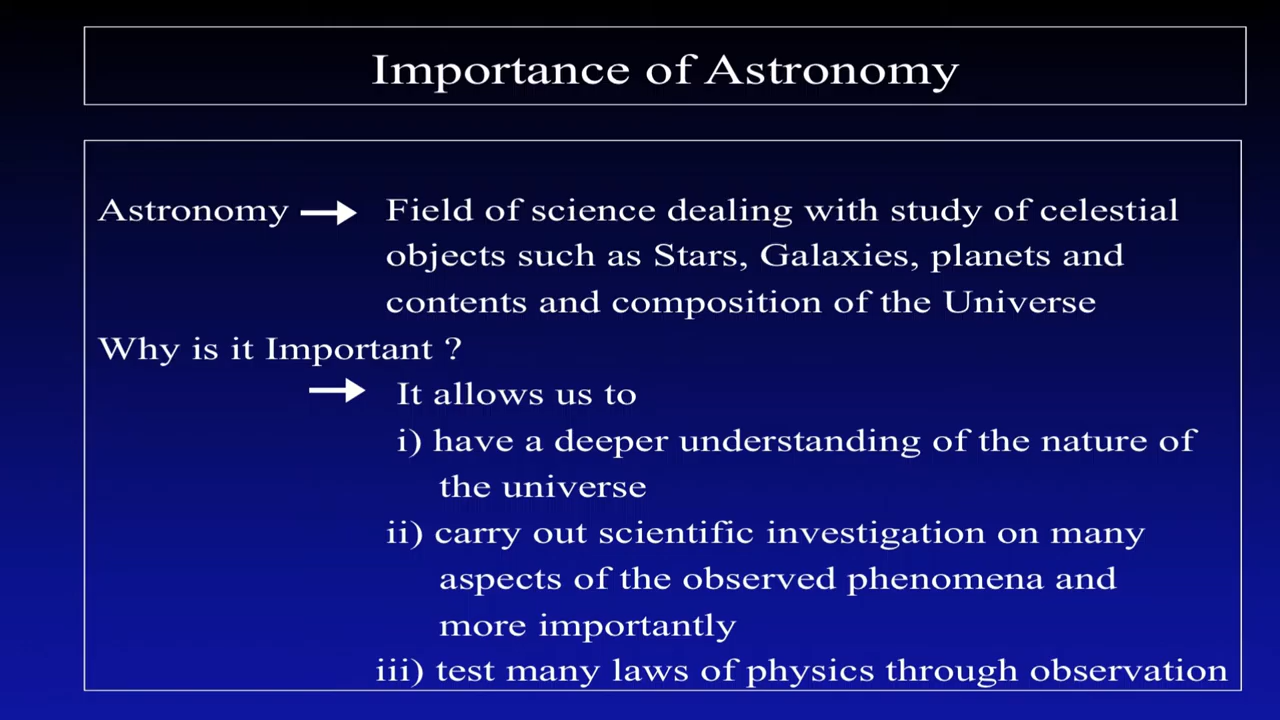 Importance of Astronomy
Astronomy → Field of science dealing with study of celestial
objects such as Stars, Galaxies, planets and
contents and composition of the Universe
Why is it Important ?
→ It allows us to
i) have a deeper understanding of the nature of
the universe
ii) carry out scientific investigation on many
aspects of the observed phenomena and
more importantly
iii) test many laws of physics through observation